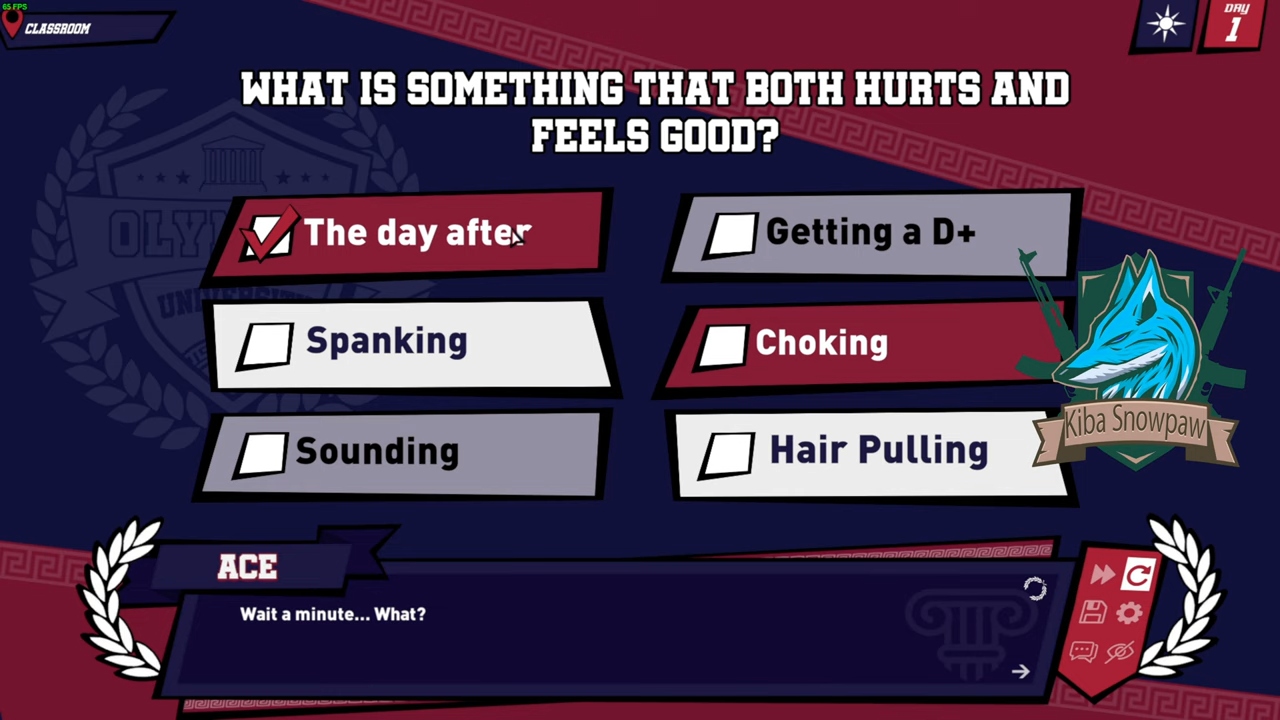 65 FPS
CLASSROOM
DAY
1
WHAT IS SOMETHING THAT BOTH HURTS AND
FEELS GOOD?
The day after
Getting a D+
Spanking
Choking
Sounding
Hair Pulling
Kiba Snowpaw
ACE
Wait a minute... What?